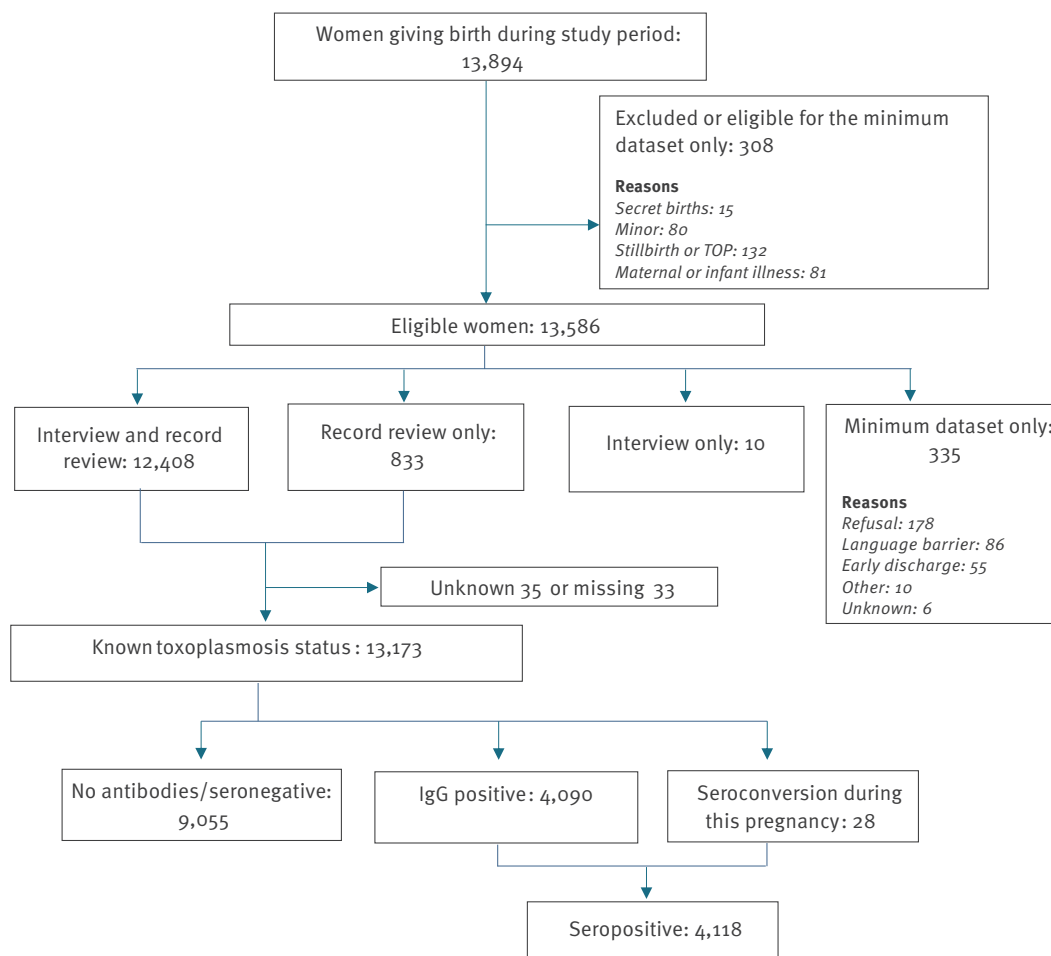 Women giving birth during study period:
13,894
Excluded or eligible for the minimum
dataset only: 308
Reasons
Secret births: 15
Minor: 80
Stillbirth or TOP: 132
Maternal or infant illness: 81
Eligible women: 13,586
Interview and record
review: 12,408
Record review only:
833
Interview only: 10
Minimum dataset only:
335
Reasons
Refusal: 178
Language barrier: 86
Early discharge: 55
Other: 10
Unknown: 6
Unknown 35 or missing 33
Known toxoplasmosis status : 13,173
No antibodies/seronegative:
9,055
IgG positive: 4,090
Seroconversion during
this pregnancy: 28
Seropositive: 4,118